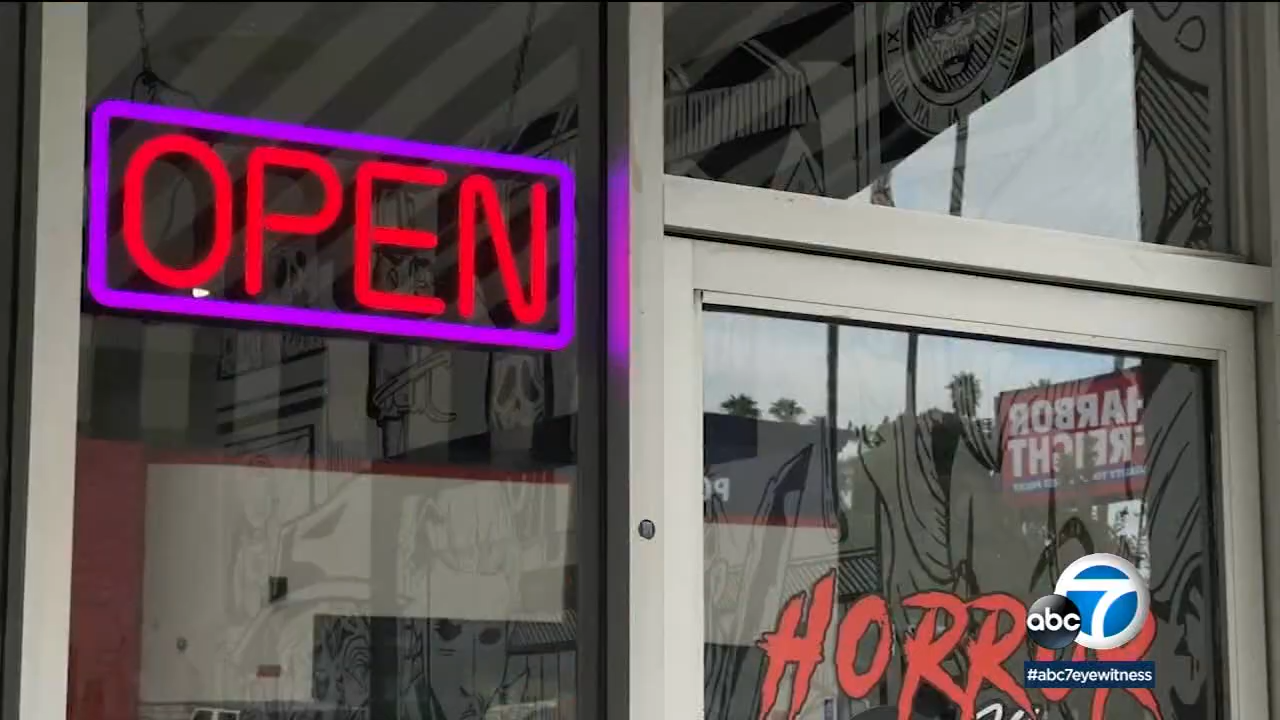 OPEN
HARBOR
FREIGHT
HORROR
abc 7
#abc7eyewitness